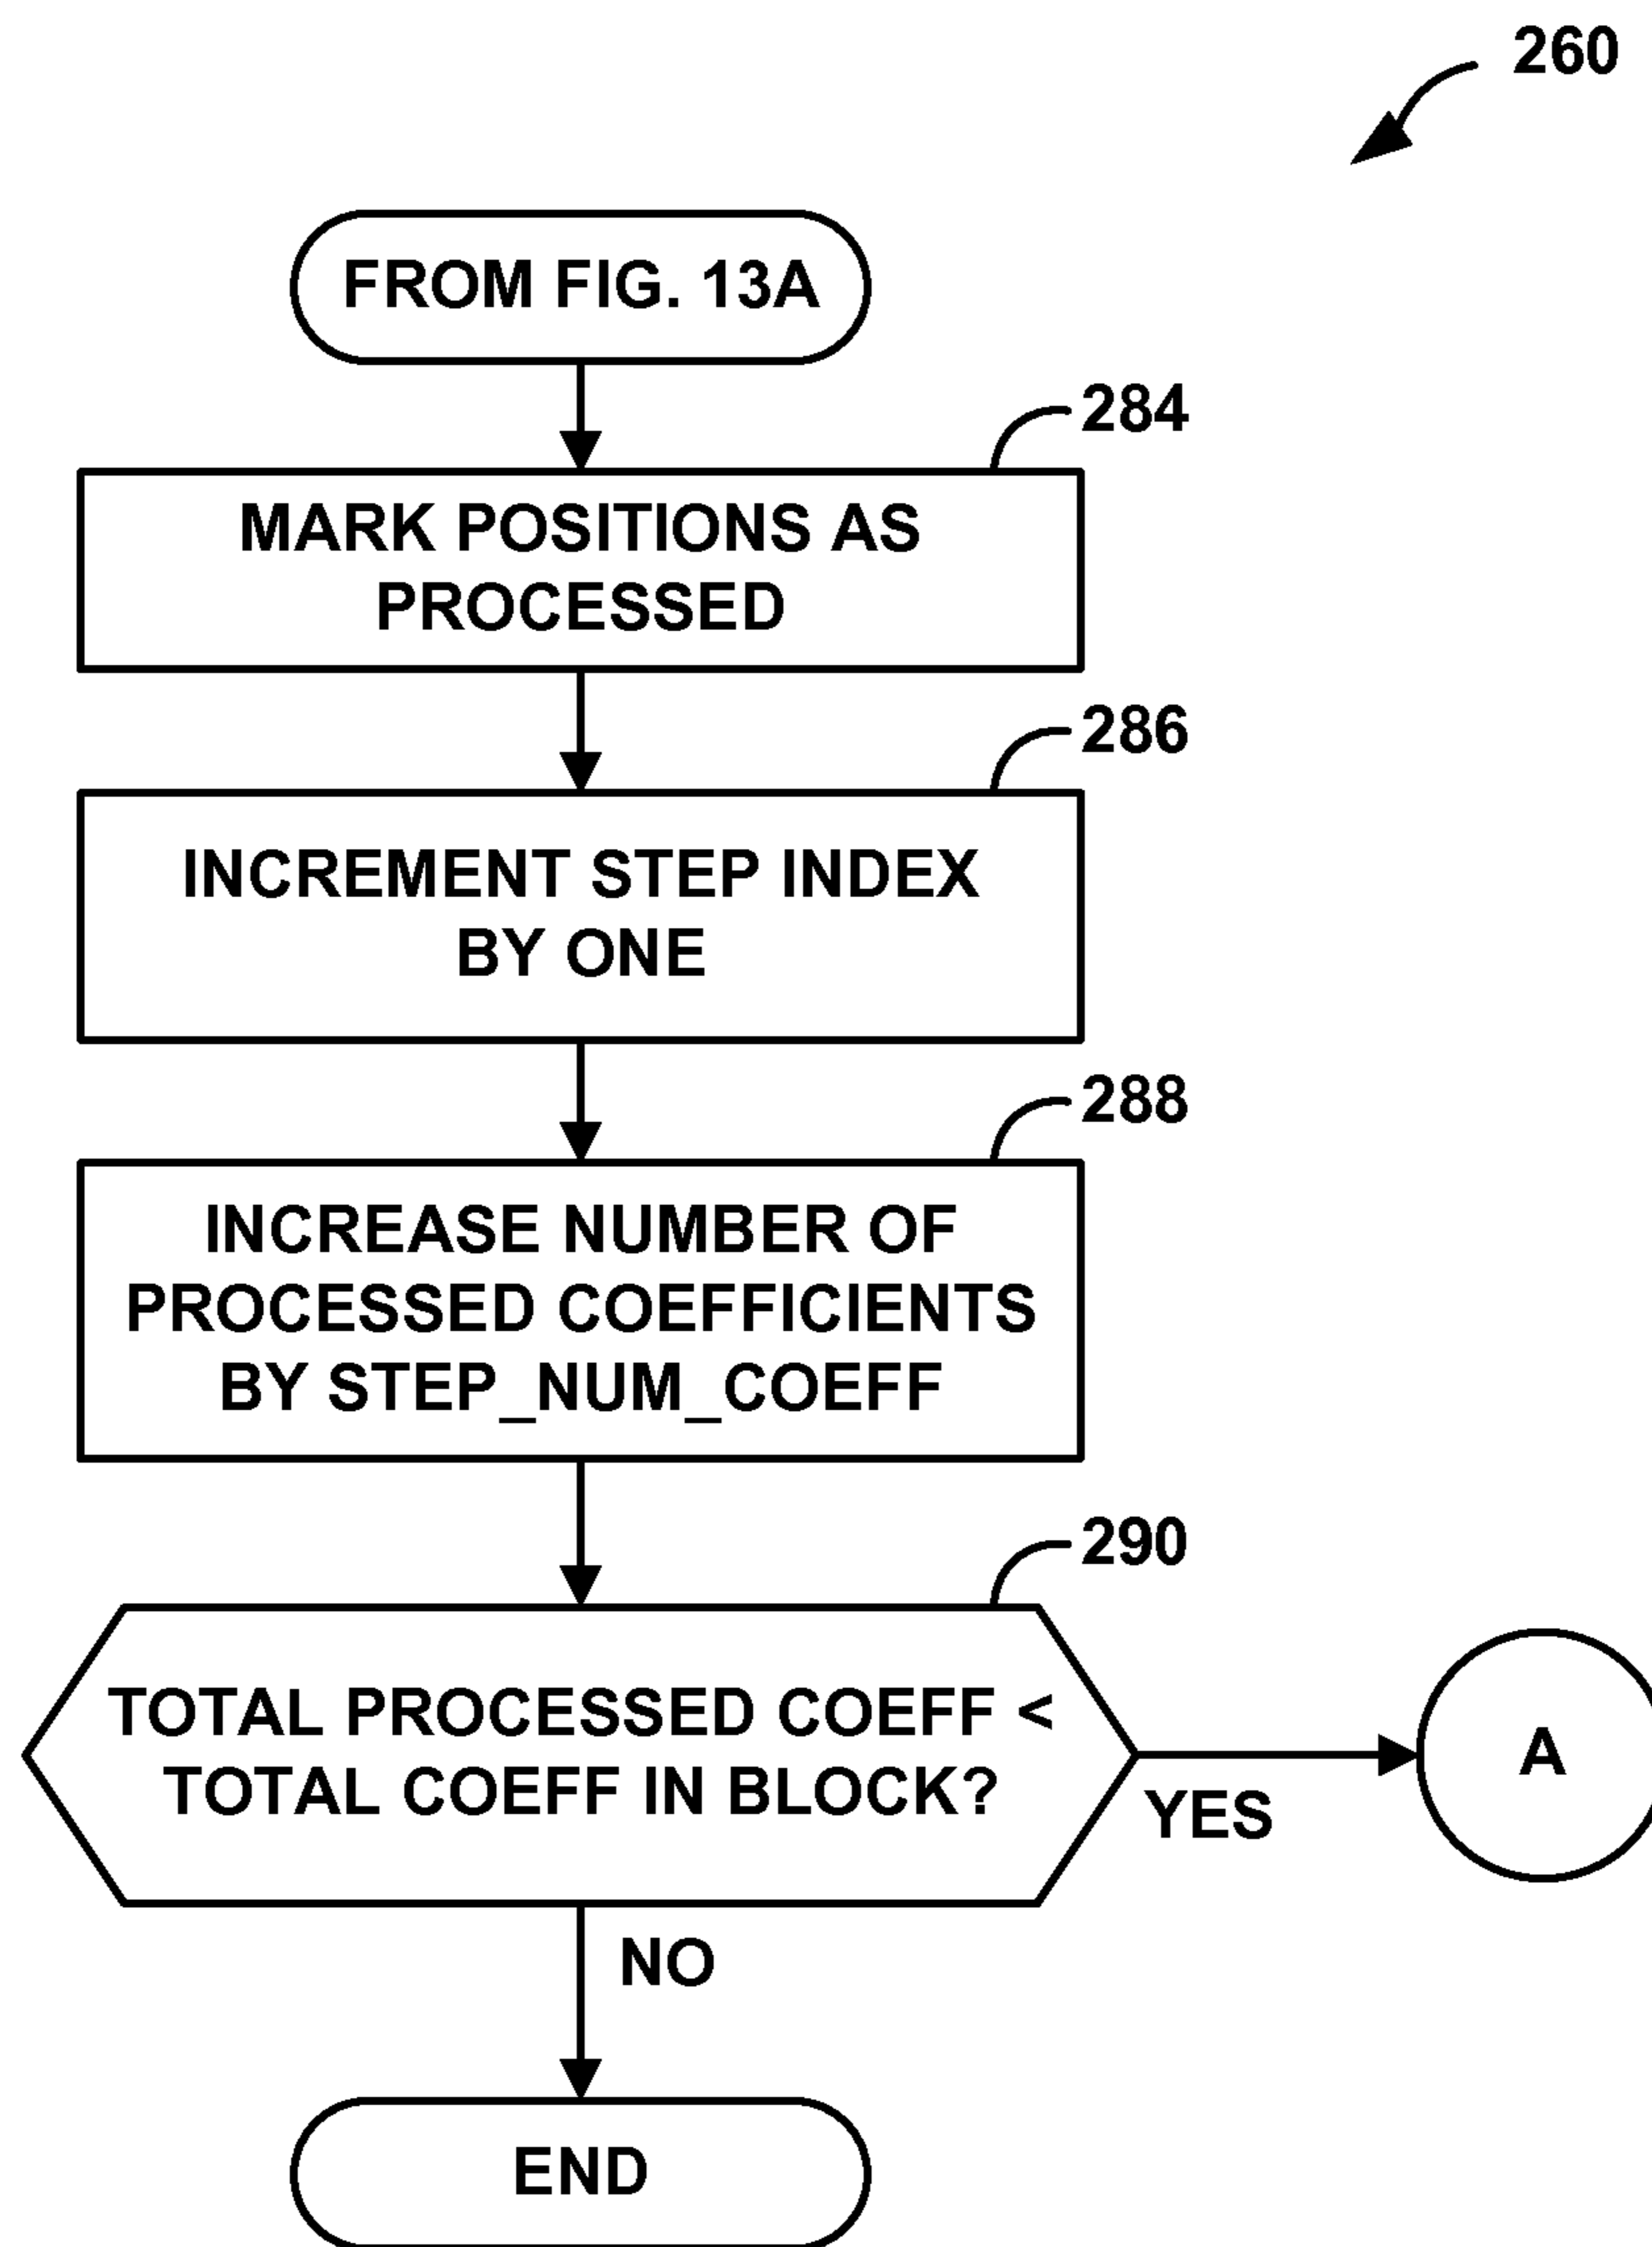 260
FROM FIG. 13A
284
MARK POSITIONS AS
PROCESSED
286
INCREMENT STEP INDEX
BY ONE
288
INCREASE NUMBER OF
PROCESSED COEFFICIENTS
BY STEP_NUM_COEFF
290
TOTAL PROCESSED COEFF <
TOTAL COEFF IN BLOCK?
A
YES
NO
END